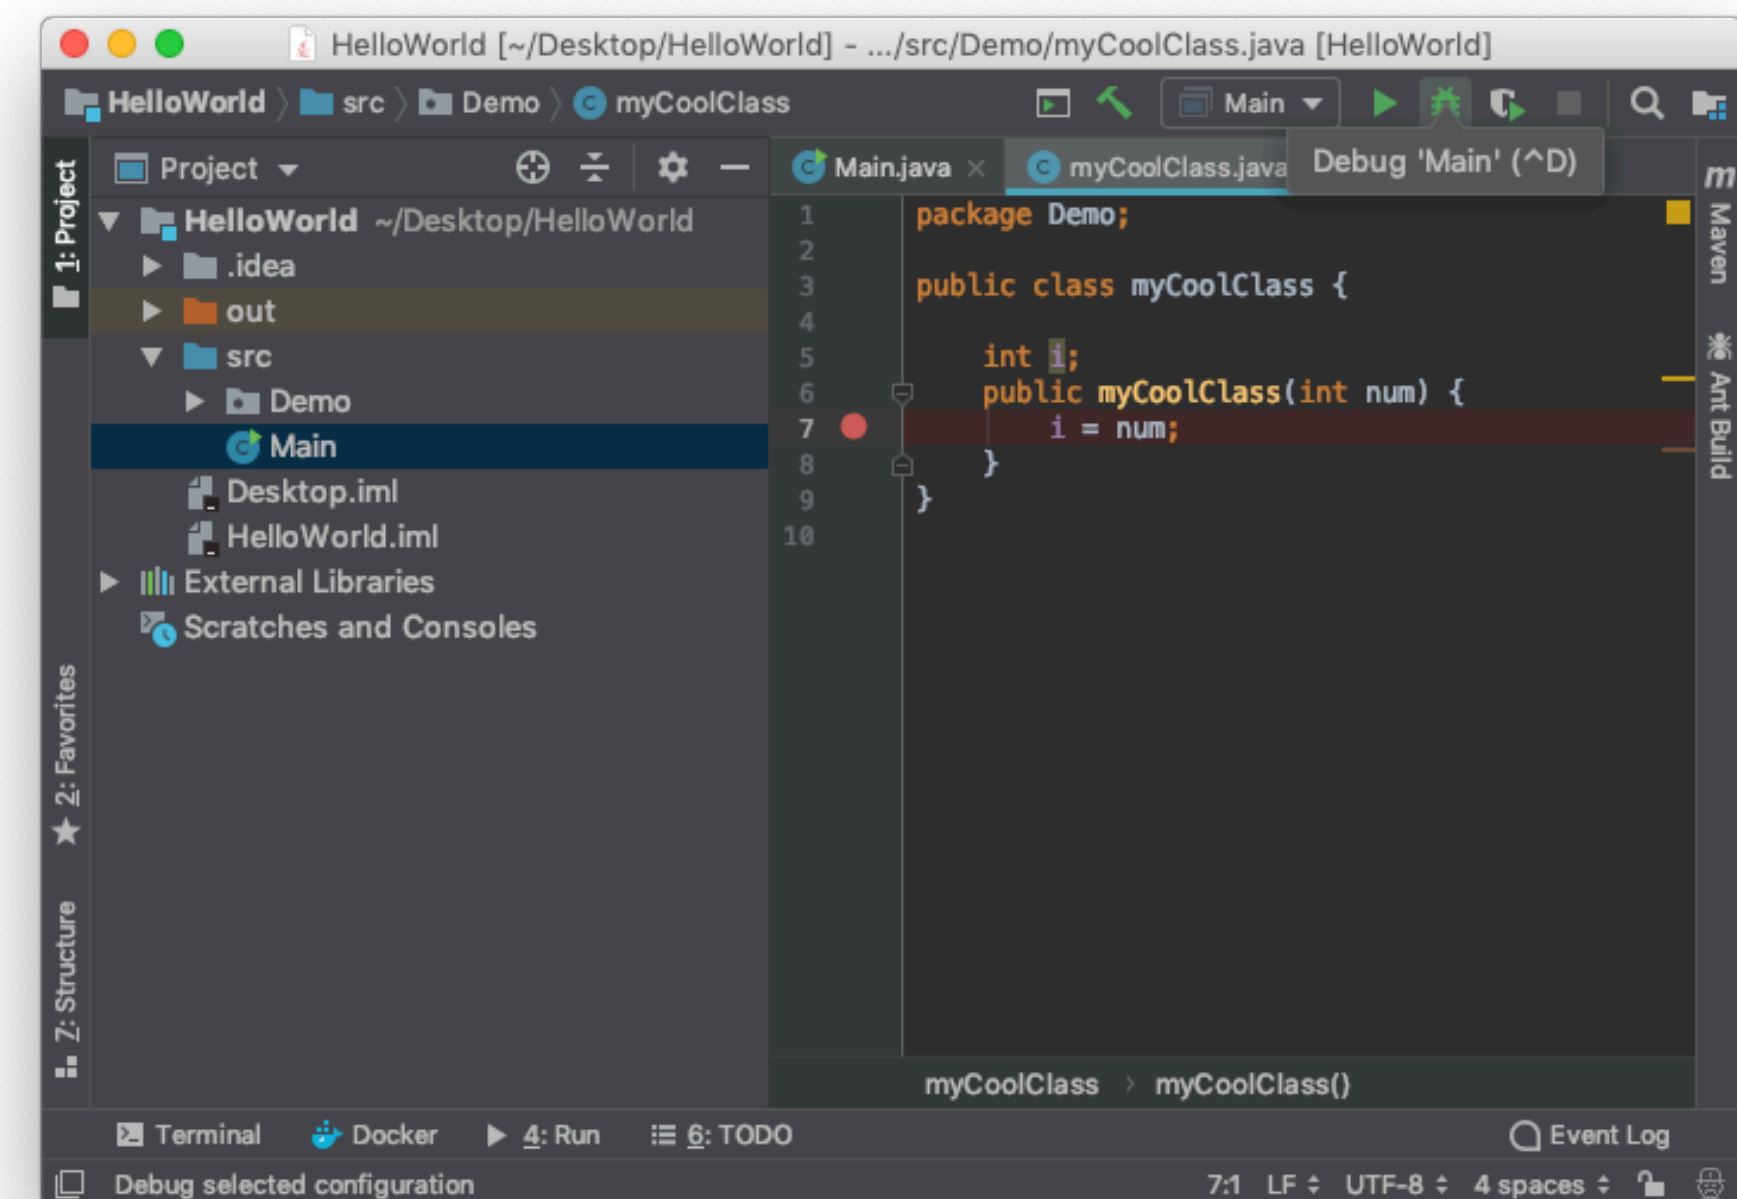 HelloWorld [~/Desktop/HelloWorld] - .../src/Demo/myCoolClass.java [HelloWorld]
HelloWorld src Demo myCoolClass Main
Debug 'Main' (^D)
1: Project
2: Favorites
7: Structure
Project
HelloWorld ~/Desktop/HelloWorld
.idea
out
src
Demo
Main
Desktop.iml
HelloWorld.iml
External Libraries
Scratches and Consoles
Main.java myCoolClass.java
1 package Demo;
2
3 public class myCoolClass {
4
5 int i;
6 public myCoolClass(int num) {
7 i = num;
8 }
9 }
10
myCoolClass myCoolClass()
m Maven
Ant Build
Terminal Docker 4: Run 6: TODO Event Log
Debug selected configuration 7:1 LF UTF-8 4 spaces